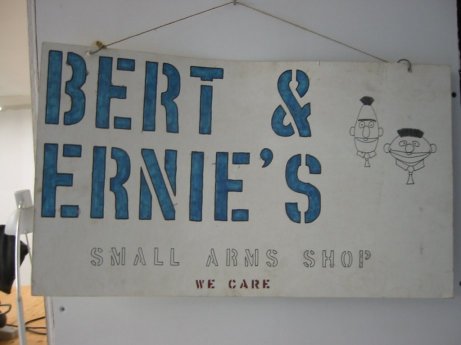 BERT &
ERNIE'S
SMALL ARMS SHOP
WE CARE